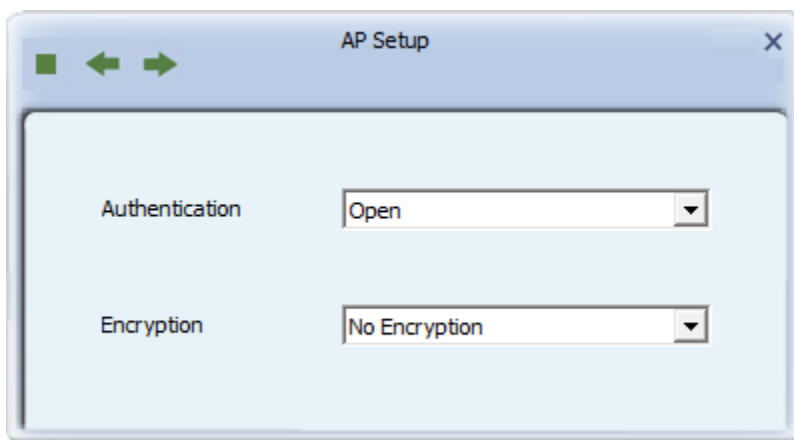 AP Setup
Authentication
Open
Encryption
No Encryption